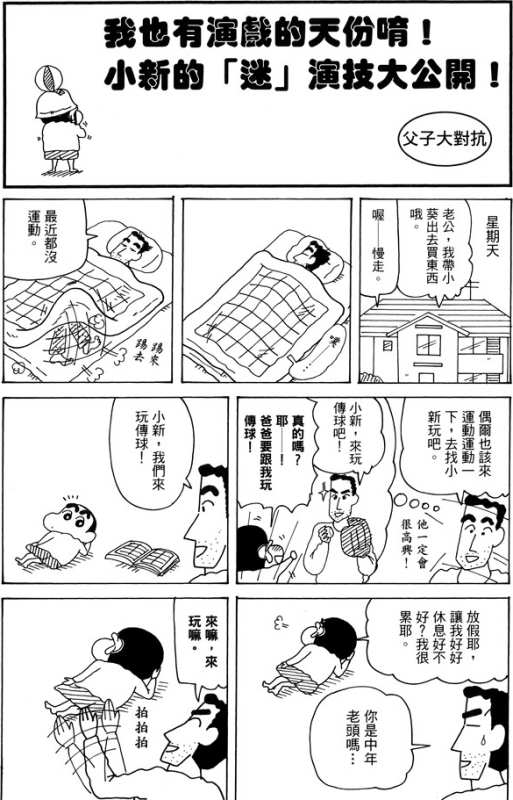 我也有演戲的天份唷！
小新的「迷」演技大公開！
父子大對抗
星期天
老公，我帶小
葵出去買東西
哦。
喔　慢走。
嘿
最近都沒
運動。
踢來
踢去
偶爾也該來
運動運動一
下，去找小
新玩吧。
他一定會
很高興！
小新，來玩
傳球吧！
真的嗎？
耶──！
爸爸要跟我玩
傳球！
小新，我們來
玩傳球！
放假耶，
讓我好好
休息好不
好？我很
累耶。
你是中年
老頭嗎…
來嘛，來
玩嘛。
拍拍拍